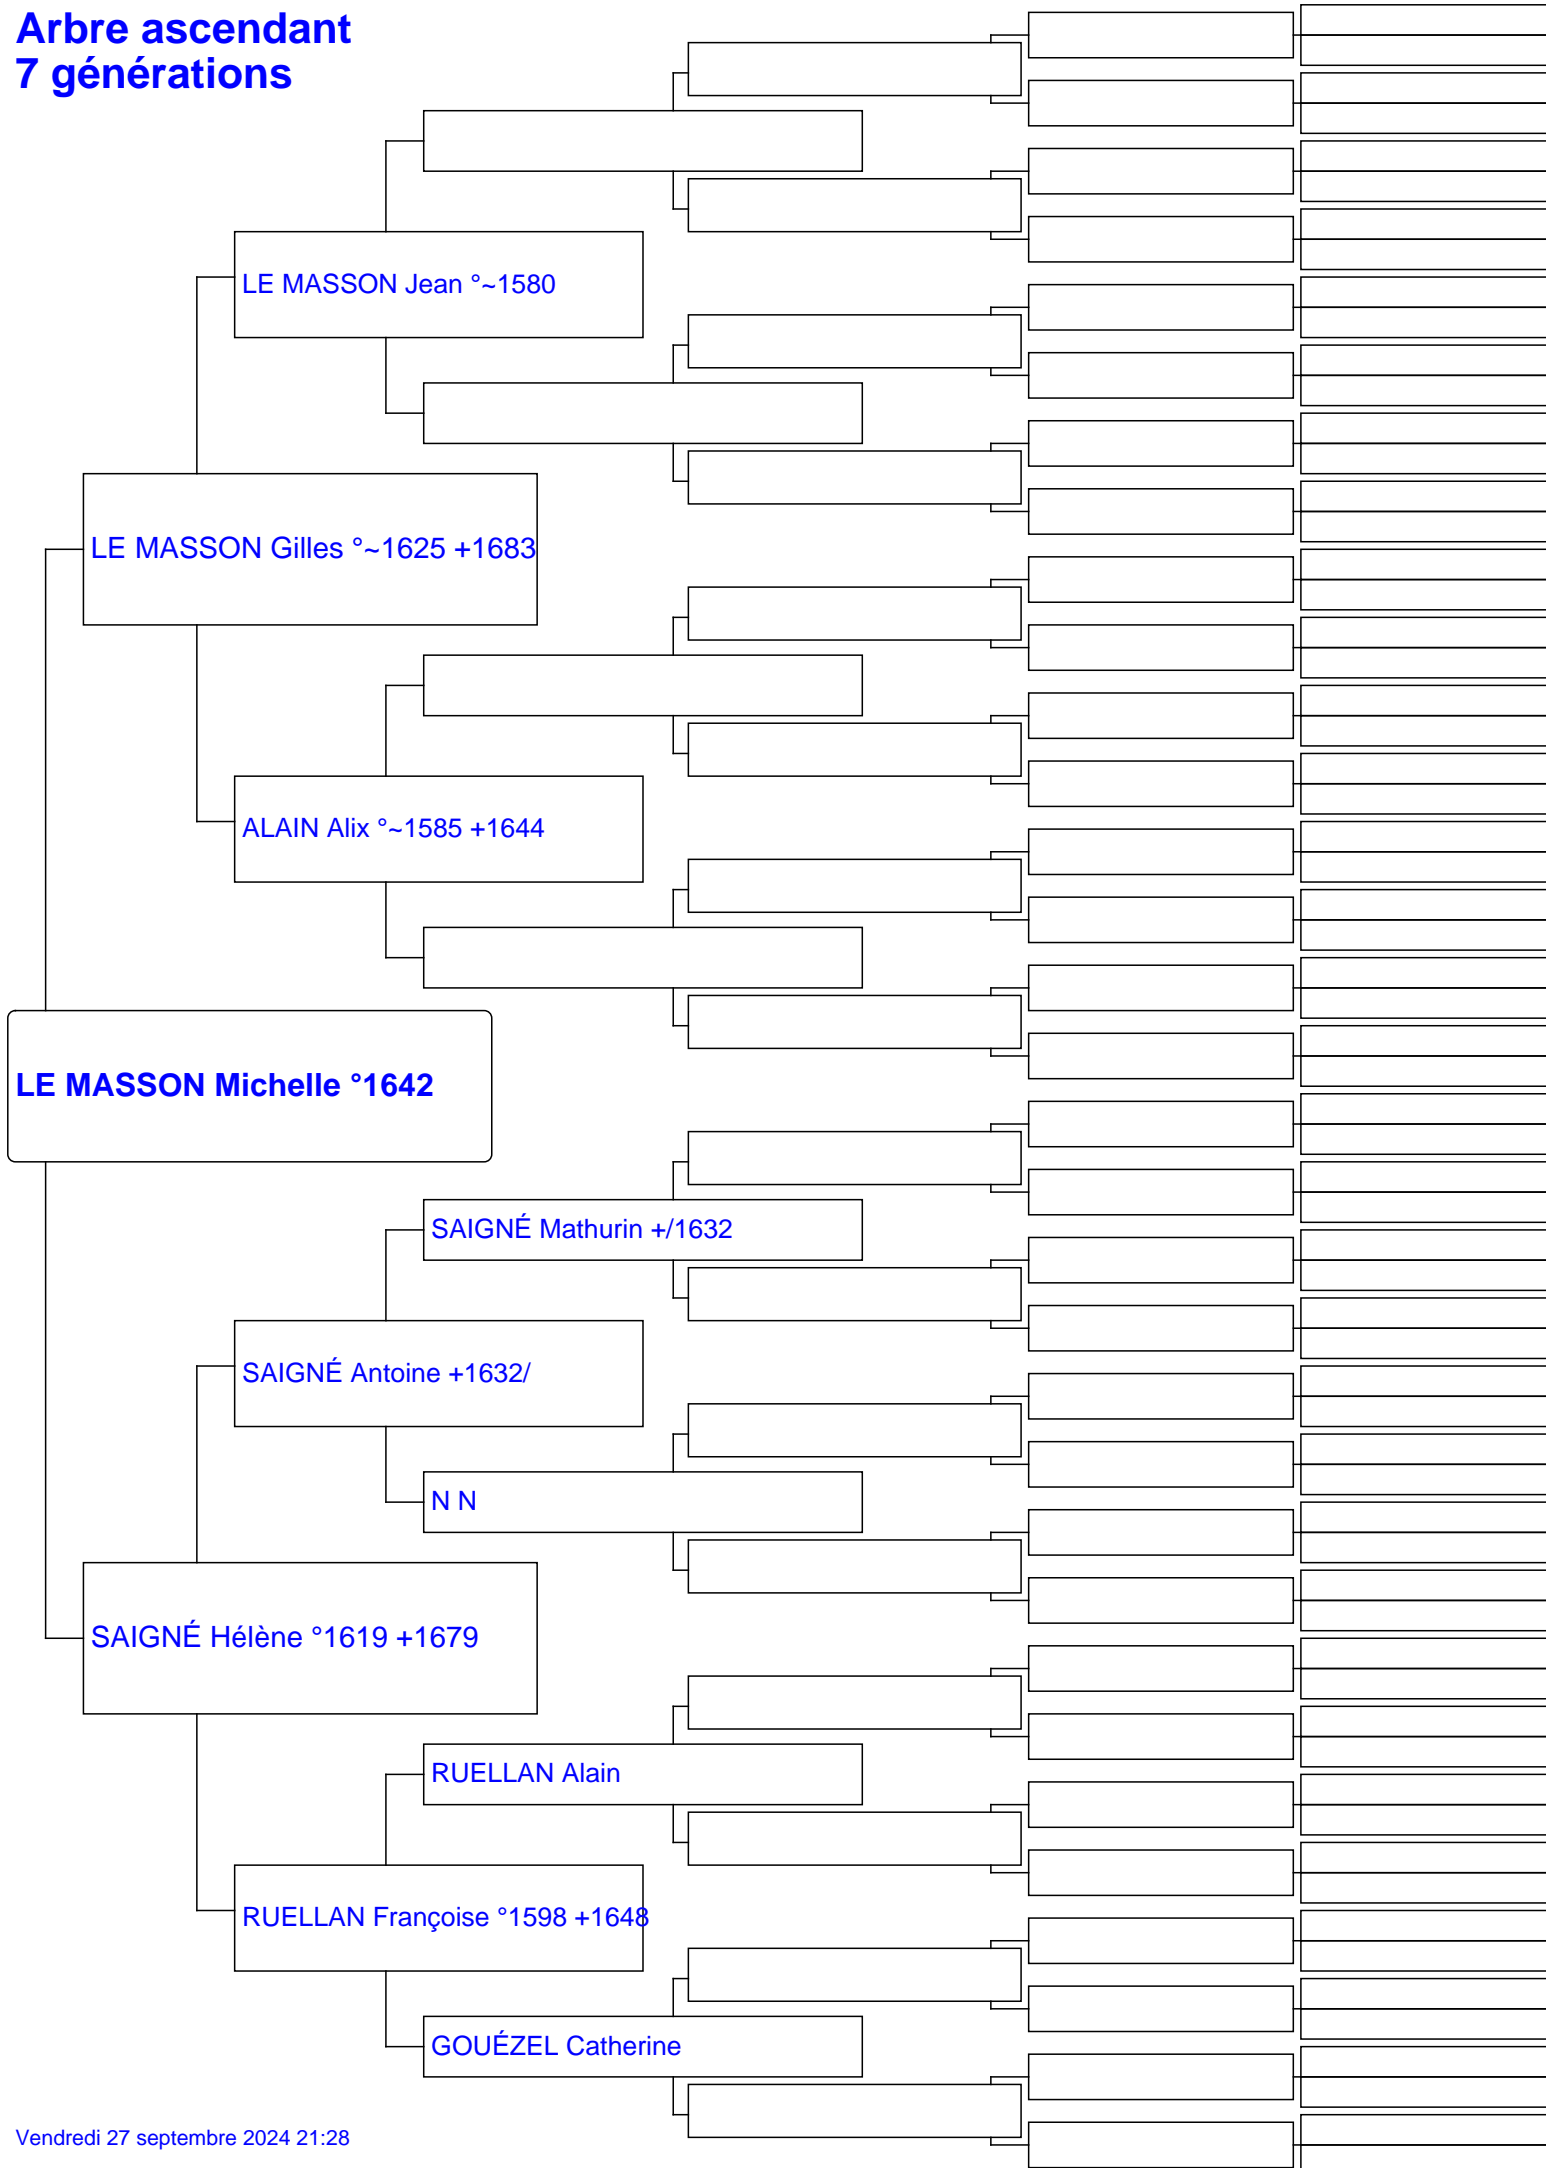 Arbre ascendant
7 générations
LE MASSON Jean °~1580
LE MASSON Gilles °~1625 +1683
ALAIN Alix °~1585 +1644
LE MASSON Michelle °1642
SAIGNÉ Mathurin +/1632
SAIGNÉ Antoine +1632/
N N
SAIGNÉ Hélène °1619 +1679
RUELLAN Alain
RUELLAN Françoise °1598 +1648
GOUÉZEL Catherine
Vendredi 27 septembre 2024 21:28